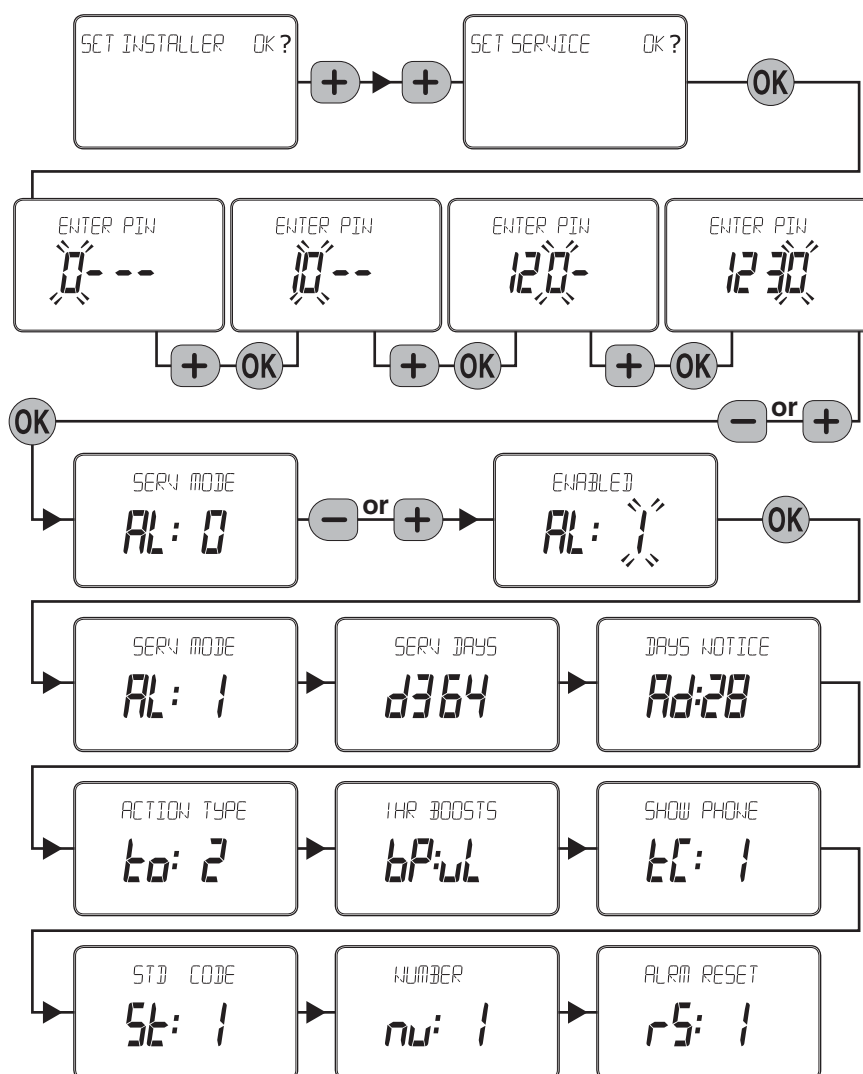 SET INSTALLER OK?
+
+
SET SERVICE OK?
OK
ENTER PIN
0---
ENTER PIN
10--
ENTER PIN
120-
ENTER PIN
1230
+
OK
+
OK
+
OK
OK
-
or
+
SERV MODE
AL: 0
-
or
+
ENABLED
AL: 1
OK
SERV MODE
AL: 1
SERV DAYS
d364
DAYS NOTICE
Ad:28
ACTION TYPE
to: 2
1HR BOOSTS
bP:uL
SHOW PHONE
tC: 1
STD CODE
St: 1
NUMBER
nu: 1
ALRM RESET
rS: 1